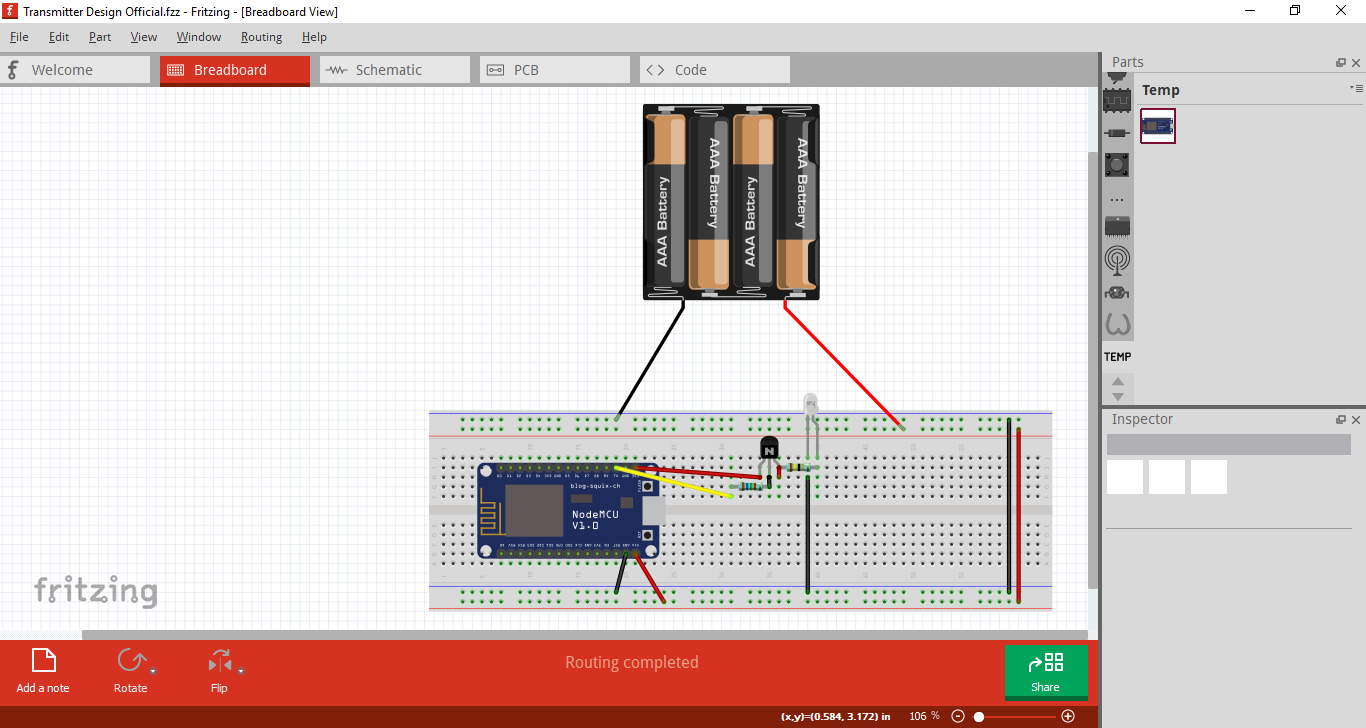 Transmitter Design Official.fzz - Fritzing - [Breadboard View]
File Edit Part View Window Routing Help
Welcome Breadboard Schematic PCB Code
Parts
Temp
TEMP
Inspector
AAA Battery
AAA Battery
AAA Battery
AAA Battery
N
blog-squix-ch
NodeMCU
V1.0
fritzing
Add a note
Rotate
Flip
Routing completed
Share
(x,y)=(0.584, 3.172) in 106 %